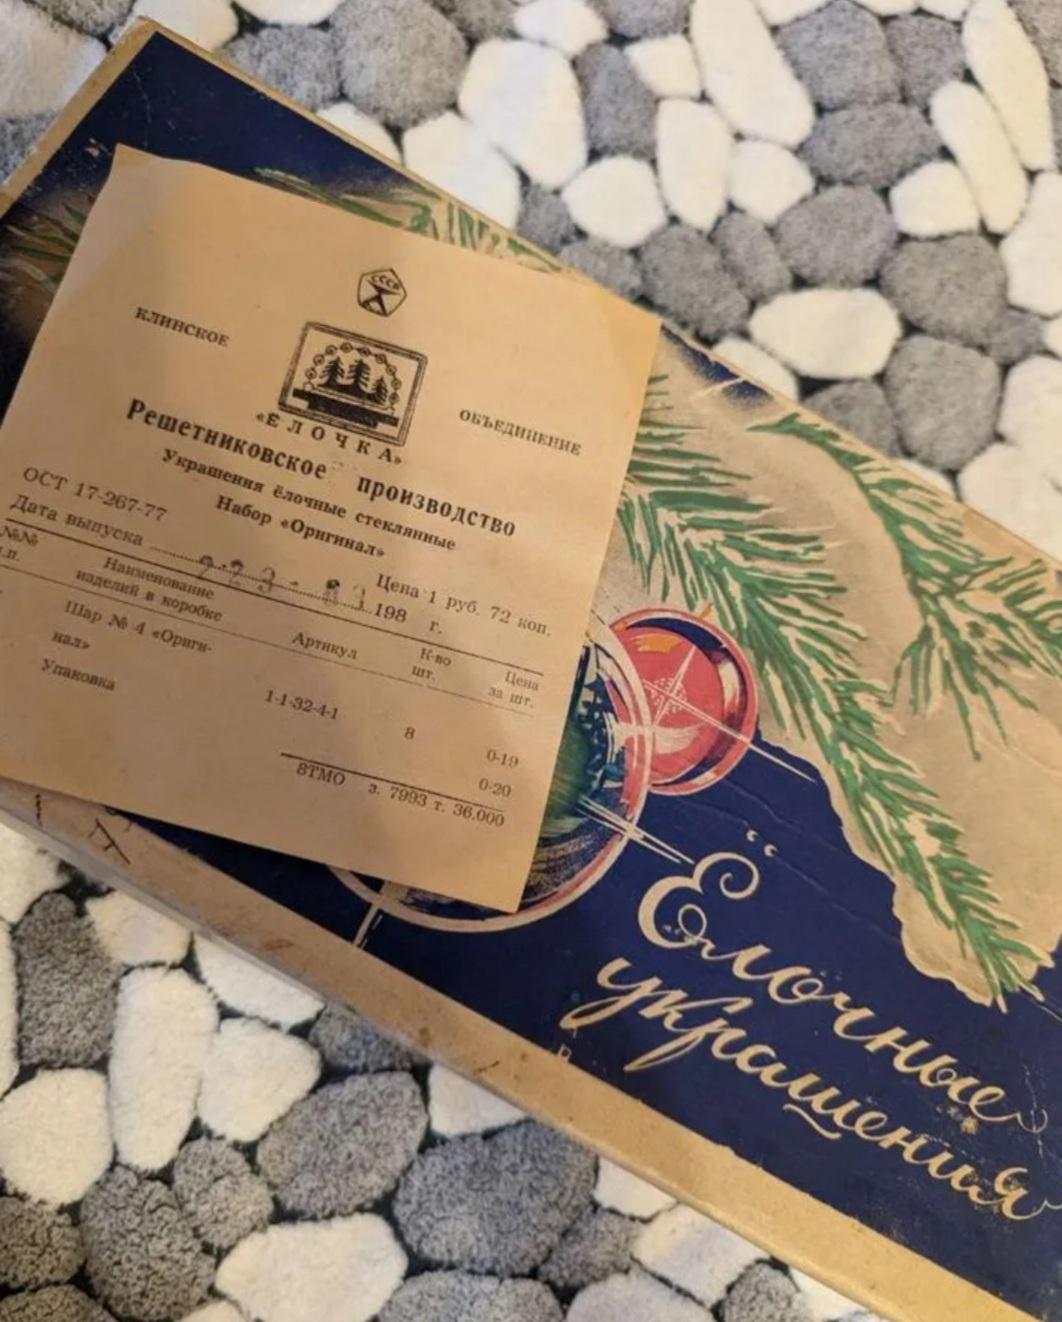 СССР
КЛИНСКОЕ
ОБЪЕДИНЕНИЕ
«ЁЛОЧКА»
Решетниковское производство
Украшения ёлочные стеклянные
Набор «Оригинал»
ОСТ 17-267-77
Дата выпуска 198 г.
Цена 1 руб. 72 коп.
№№ п.п. Наименование изделий в коробке Артикул К-во шт. Цена за шт.
Шар № 4 «Ориги-
нал» 1-1-32-4-1 8 0-19
Упаковка 0-20
8ТМО з. 7993 т. 36.000
Ёлочные
украшения